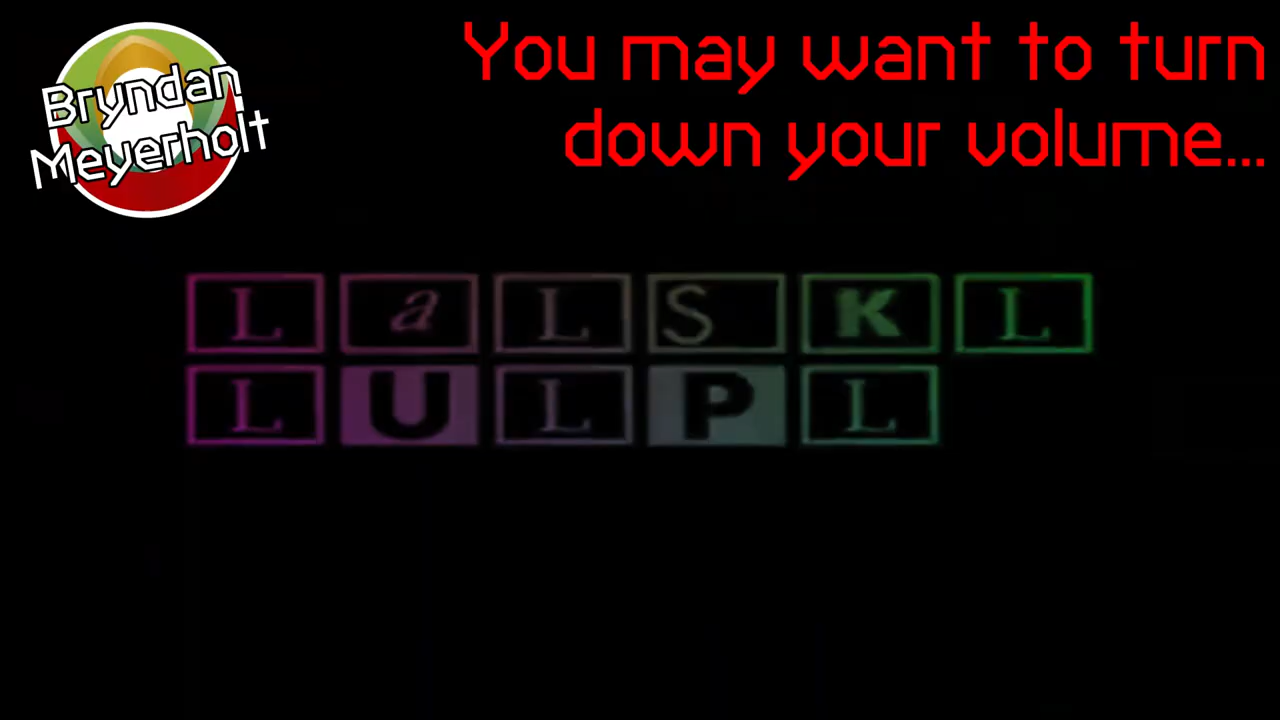 Bryndan
Meyerholt
You may want to turn
down your volume...
L a L S K L
L U L P L